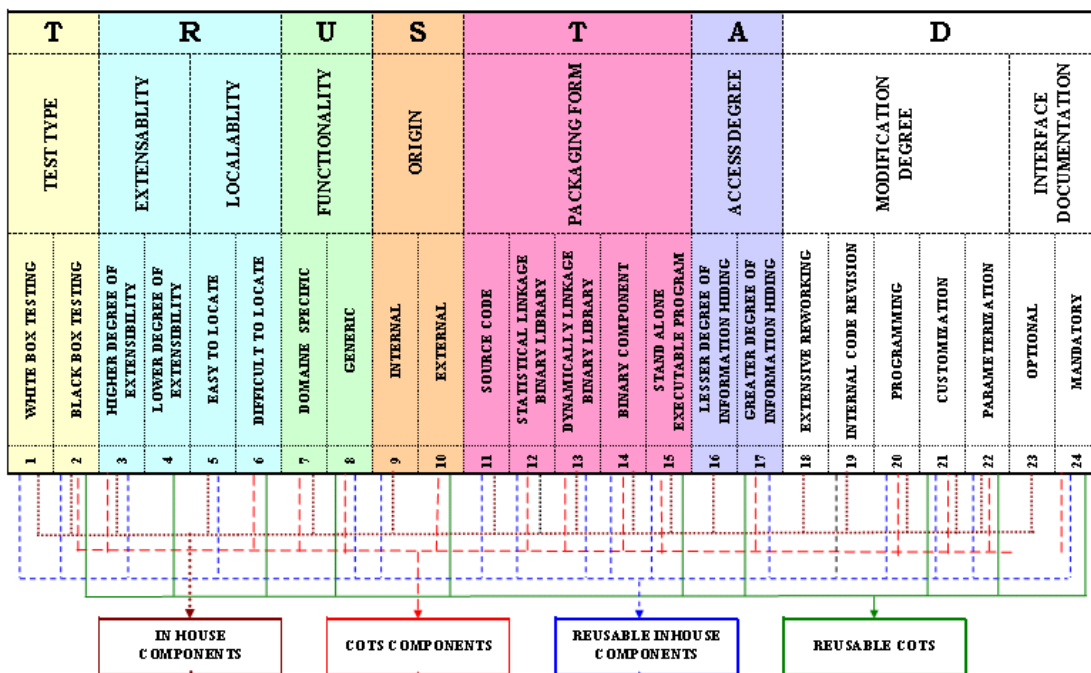 T R U S T A D
TEST TYPE
EXTENSABLITY
LOCALABLITY
FUNCTIONALITY
ORIGIN
PACKAGING FORM
ACCESS DEGREE
MODIFICATION
DEGREE
INTERFACE
DOCUMENTATION
WHITE BOX TESTING
BLACK BOX TESTING
HIGHER DEGREE OF
EXTENSIBILITY
LOWER DEGREE OF
EXTENSIBILITY
EASY TO LOCATE
DIFFICULT TO LOCATE
DOMAINE SPECIFIC
GENERIC
INTERNAL
EXTERNAL
SOURCE CODE
STATISTICAL LINKAGE
BINARY LIBRARY
DYNAMICALLY LINKAGE
BINARY LIBRARY
BINARY COMPONENT
STAND ALONE
EXECUTABLE PROGRAM
LESSER DEGREE OF
INFORMATION HIDING
GREATER DEGREE OF
INFORMATION HIDING
EXTENSIVE REWORKING
INTERNAL CODE REVISION
PROGRAMMING
CUSTOMIZATION
PARAMETERIZATION
OPTIONAL
MANDATORY
1 2 3 4 5 6 7 8 9 10 11 12 13 14 15 16 17 18 19 20 21 22 23 24
IN HOUSE
COMPONENTS
COTS COMPONENTS
REUSABLE INHOUSE
COMPONENTS
REUSABLE COTS